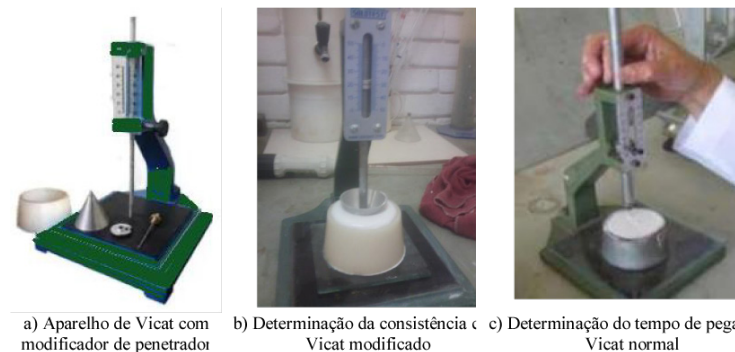 a) Aparelho de Vicat com
modificador de penetrador
b) Determinação da consistência c
Vicat modificado
c) Determinação do tempo de pega
Vicat normal